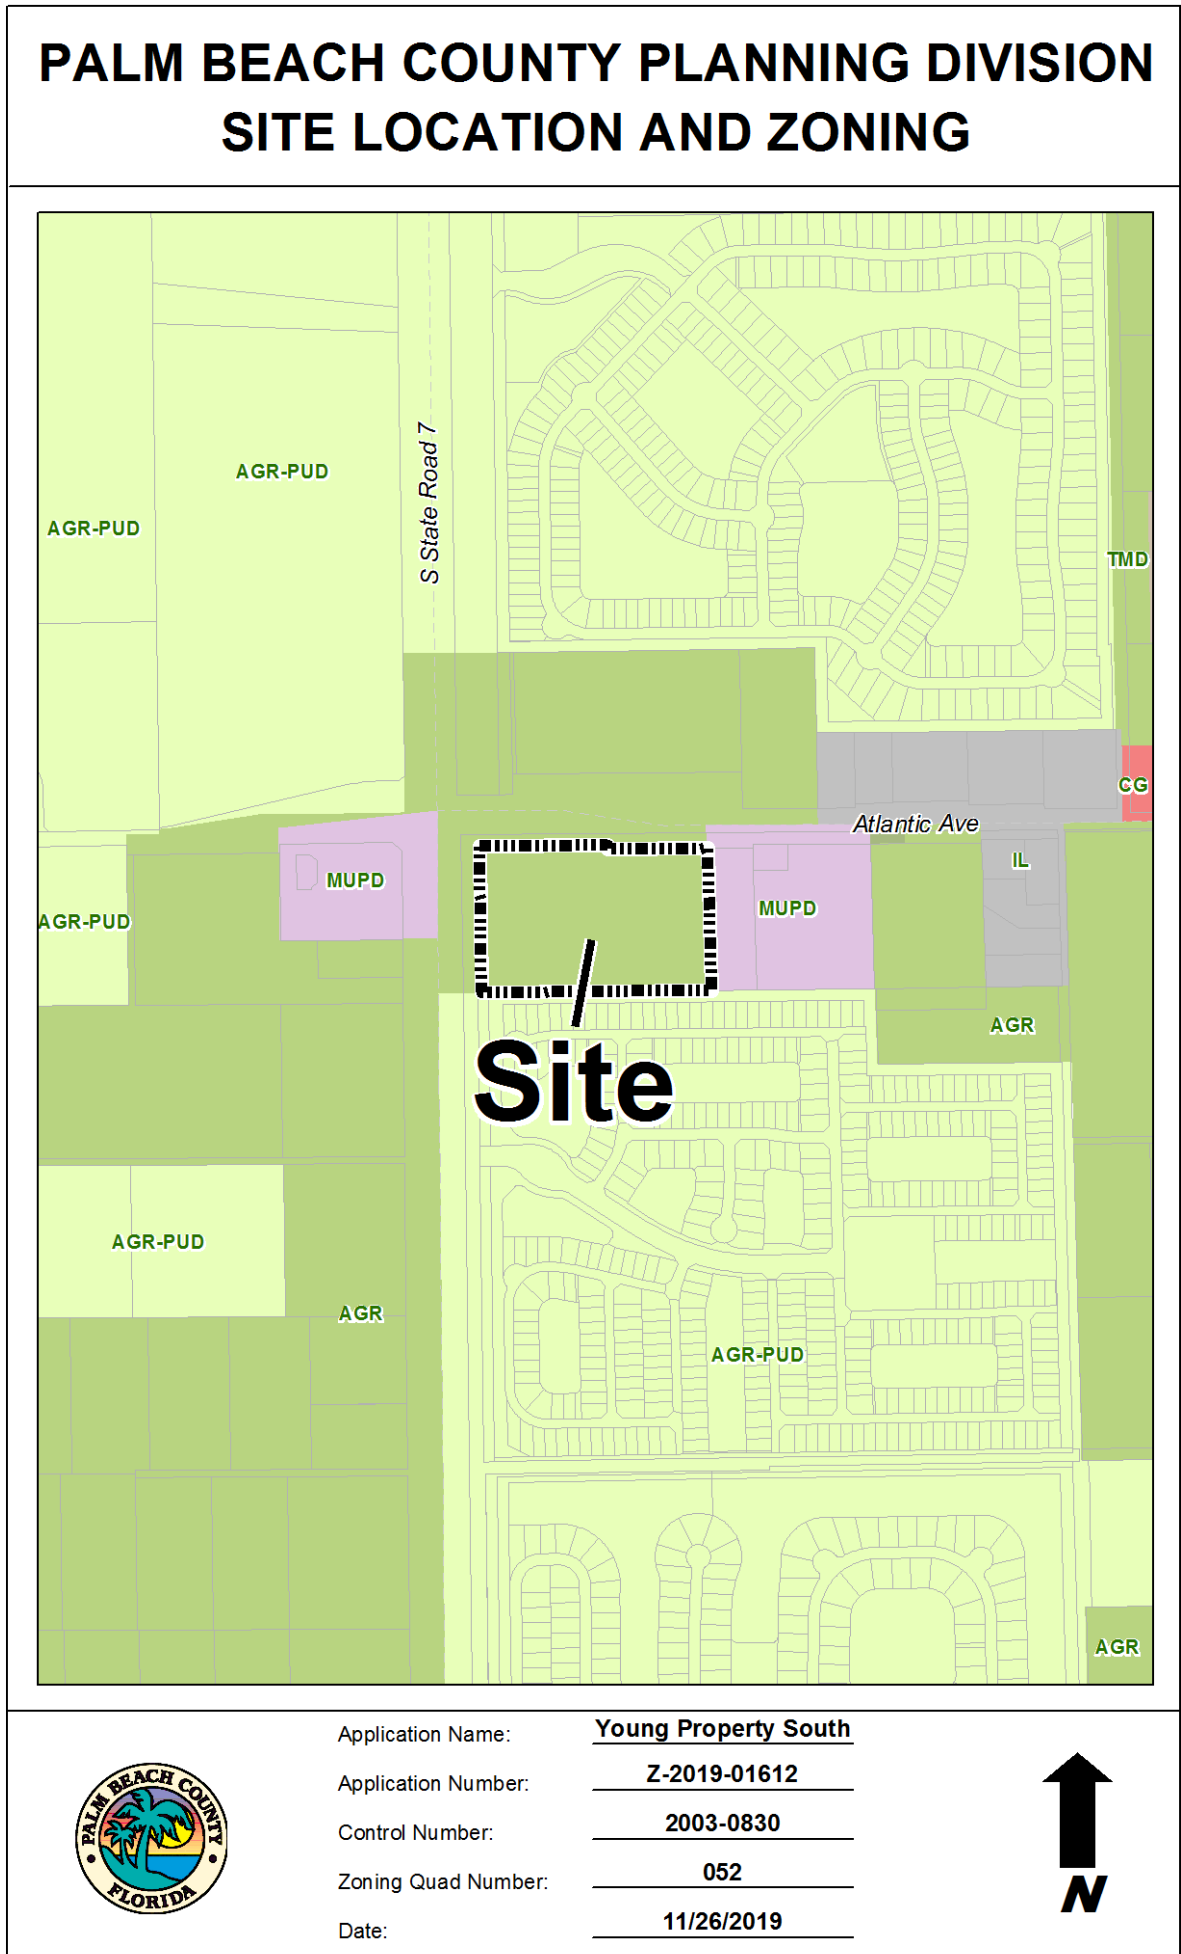 PALM BEACH COUNTY PLANNING DIVISION
SITE LOCATION AND ZONING
AGR-PUD
AGR-PUD
S State Road 7
TMD
CG
Atlantic Ave
IL
MUPD
MUPD
AGR-PUD
AGR
Site
AGR-PUD
AGR
AGR-PUD
AGR
PALM BEACH COUNTY
FLORIDA
Application Name: Young Property South
Application Number: Z-2019-01612
Control Number: 2003-0830
Zoning Quad Number: 052
Date: 11/26/2019
N